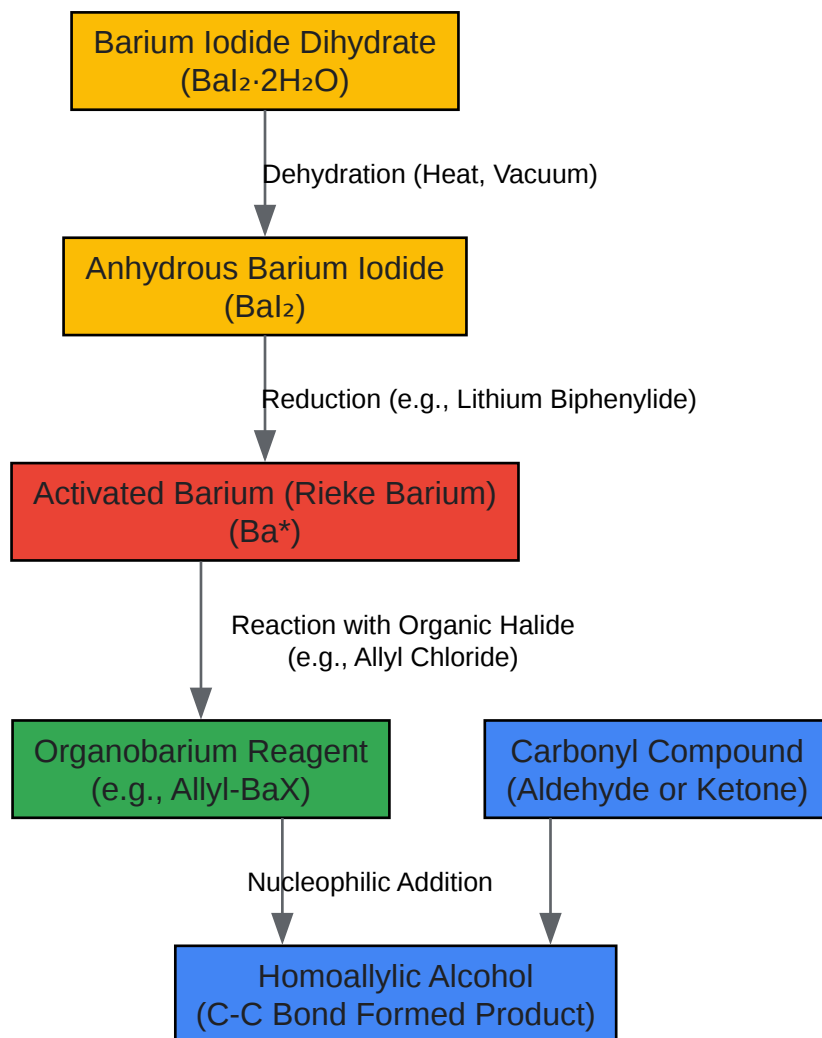 Barium Iodide Dihydrate
(BaI₂·2H₂O)
Dehydration (Heat, Vacuum)
Anhydrous Barium Iodide
(BaI₂)
Reduction (e.g., Lithium Biphenylide)
Activated Barium (Rieke Barium)
(Ba*)
Reaction with Organic Halide
(e.g., Allyl Chloride)
Organobarium Reagent
(e.g., Allyl-BaX)
Carbonyl Compound
(Aldehyde or Ketone)
Nucleophilic Addition
Homoallylic Alcohol
(C-C Bond Formed Product)